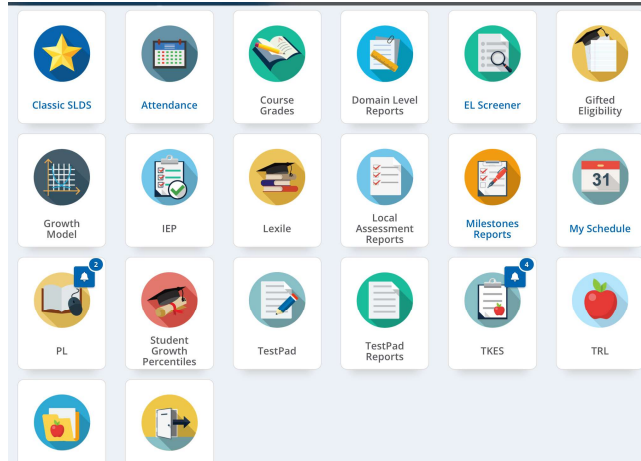 Classic SLDS
Attendance
Course
Grades
Domain Level
Reports
EL Screener
Gifted
Eligibility
Growth
Model
IEP
Lexile
Local
Assessment
Reports
Milestones
Reports
31
My Schedule
2
PL
Student
Growth
Percentiles
TestPad
TestPad
Reports
4
TKES
TRL